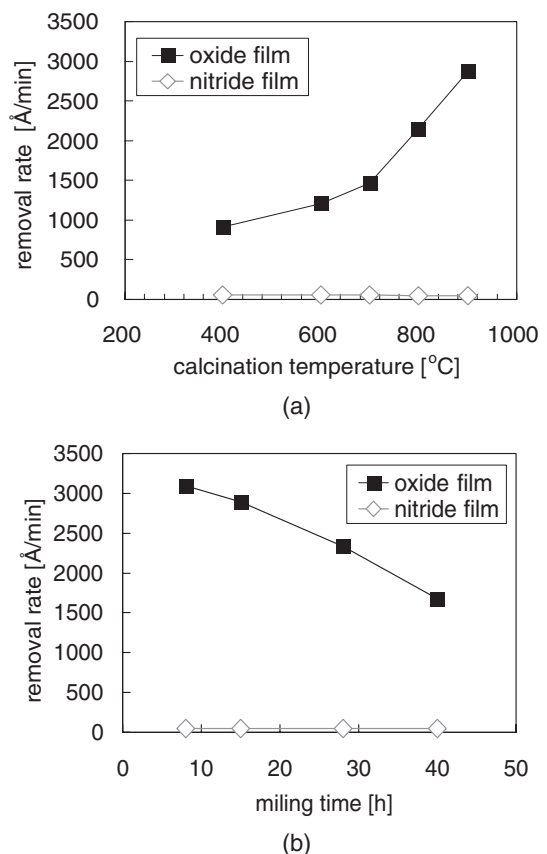 3500
3000
2500
2000
1500
1000
500
0
removal rate [Å/min]
oxide film
nitride film
200 400 600 800 1000
calcination temperature [°C]
(a)
3500
3000
2500
2000
1500
1000
500
0
removal rate [Å/min]
oxide film
nitride film
0 10 20 30 40 50
miling time [h]
(b)